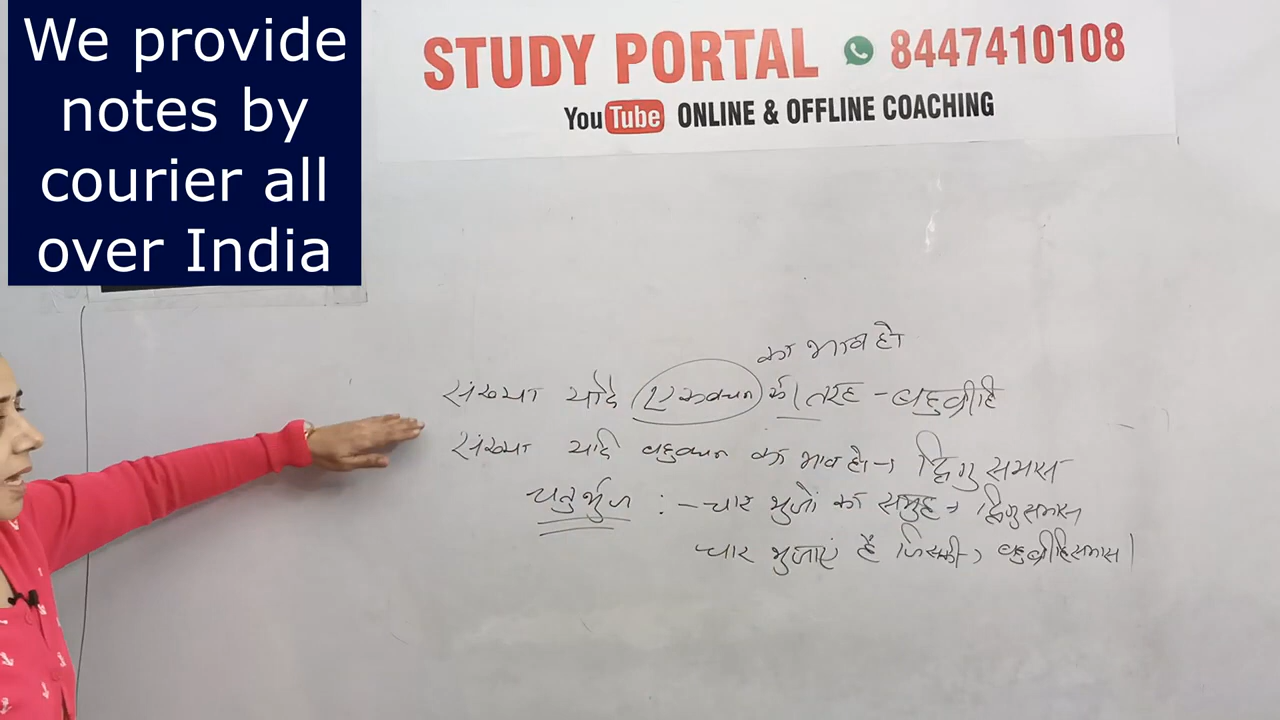 We provide
notes by
courier all
over India
STUDY PORTAL 8447410108
YouTube ONLINE & OFFLINE COACHING
का भाव हो
संख्या यदि एकवचन की तरह - बहुव्रीहि
संख्या यदि बहुवचन का भाव हो → द्विगु समास
चतुर्भुज :- चार भुजों का समुह → द्विगु समास
चार भुजाएं है जिसकी → बहुव्रीहि समास।